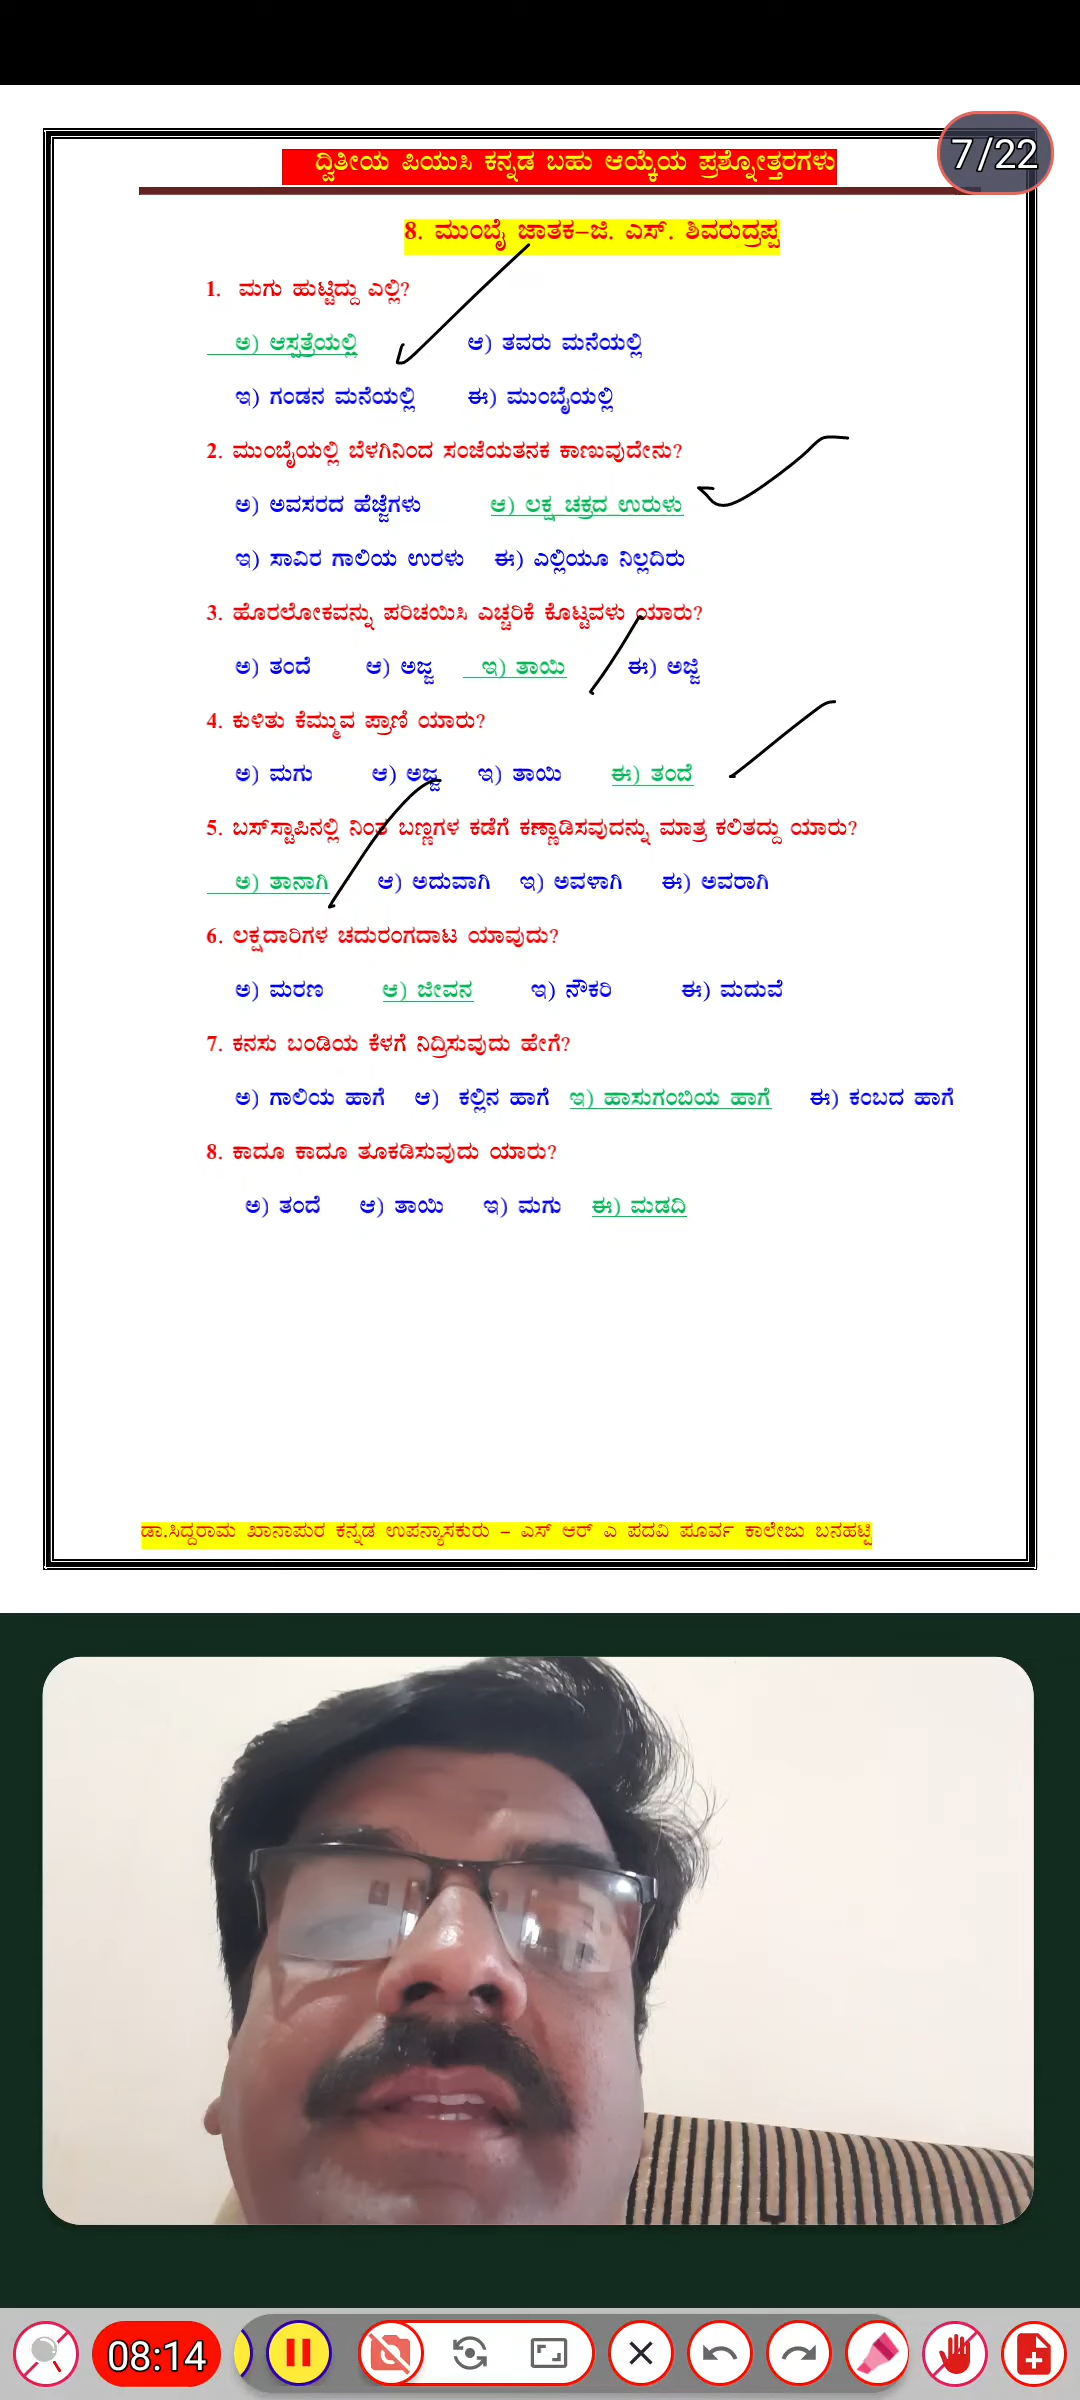 7/22
ದ್ವಿತೀಯ ಪಿಯುಸಿ ಕನ್ನಡ ಬಹು ಆಯ್ಕೆಯ ಪ್ರಶ್ನೋತ್ತರಗಳು
8. ಮುಂಬೈ ಜಾತಕ–ಜಿ. ಎಸ್. ಶಿವರುದ್ರಪ್ಪ
1. ಮಗು ಹುಟ್ಟಿದ್ದು ಎಲ್ಲಿ?
ಅ) ಆಸ್ಪತ್ರೆಯಲ್ಲಿ ಆ) ತವರು ಮನೆಯಲ್ಲಿ
ಇ) ಗಂಡನ ಮನೆಯಲ್ಲಿ ಈ) ಮುಂಬೈಯಲ್ಲಿ
2. ಮುಂಬೈಯಲ್ಲಿ ಬೆಳಗಿನಿಂದ ಸಂಜೆಯತನಕ ಕಾಣುವುದೇನು?
ಅ) ಅವಸರದ ಹೆಜ್ಜೆಗಳು ಆ) ಲಕ್ಷ ಚಕ್ರದ ಉರುಳು
ಇ) ಸಾವಿರ ಗಾಲಿಯ ಉರಳು ಈ) ಎಲ್ಲಿಯೂ ನಿಲ್ಲದಿರು
3. ಹೊರಲೋಕವನ್ನು ಪರಿಚಯಿಸಿ ಎಚ್ಚರಿಕೆ ಕೊಟ್ಟವಳು ಯಾರು?
ಅ) ತಂದೆ ಆ) ಅಜ್ಜ ಇ) ತಾಯಿ ಈ) ಅಜ್ಜಿ
4. ಕುಳಿತು ಕೆಮ್ಮುವ ಪ್ರಾಣಿ ಯಾರು?
ಅ) ಮಗು ಆ) ಅಜ್ಜ ಇ) ತಾಯಿ ಈ) ತಂದೆ
5. ಬಸ್‌ಸ್ಟಾಪಿನಲ್ಲಿ ನಿಂತ ಬಣ್ಣಗಳ ಕಡೆಗೆ ಕಣ್ಣಾಡಿಸವುದನ್ನು ಮಾತ್ರ ಕಲಿತದ್ದು ಯಾರು?
ಅ) ತಾನಾಗಿ ಆ) ಅದುವಾಗಿ ಇ) ಅವಳಾಗಿ ಈ) ಅವರಾಗಿ
6. ಲಕ್ಷದಾರಿಗಳ ಚದುರಂಗದಾಟ ಯಾವುದು?
ಅ) ಮರಣ ಆ) ಜೀವನ ಇ) ನೌಕರಿ ಈ) ಮದುವೆ
7. ಕನಸು ಬಂಡಿಯ ಕೆಳಗೆ ನಿದ್ರಿಸುವುದು ಹೇಗೆ?
ಅ) ಗಾಲಿಯ ಹಾಗೆ ಆ) ಕಲ್ಲಿನ ಹಾಗೆ ಇ) ಹಾಸುಗಂಬಿಯ ಹಾಗೆ ಈ) ಕಂಬದ ಹಾಗೆ
8. ಕಾದೂ ಕಾದೂ ತೂಕಡಿಸುವುದು ಯಾರು?
ಅ) ತಂದೆ ಆ) ತಾಯಿ ಇ) ಮಗು ಈ) ಮಡದಿ
ಡಾ.ಸಿದ್ದರಾಮ ಖಾನಾಪುರ ಕನ್ನಡ ಉಪನ್ಯಾಸಕುರು – ಎಸ್ ಆರ್ ಎ ಪದವಿ ಪೂರ್ವ ಕಾಲೇಜು ಬನಹಟ್ಟಿ
08:14